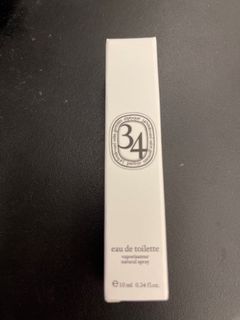 34
eau de toilette
vaporisateur
natural spray
℮ 10 ml 0.34 fl.oz.